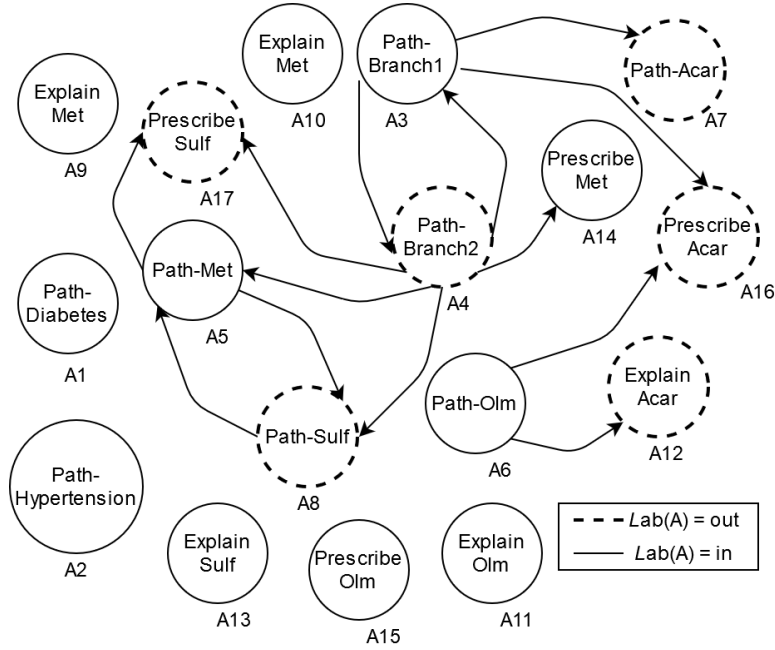 Explain
Met
A9
Prescribe
Sulf
A17
Explain
Met
A10
Path-
Branch1
A3
Path-Acar
A7
Prescribe
Met
A14
Prescribe
Acar
A16
Path-
Branch2
A4
Path-Met
A5
Path-
Diabetes
A1
Path-Olm
A6
Explain
Acar
A12
Path-Sulf
A8
Path-
Hypertension
A2
Explain
Sulf
A13
Prescribe
Olm
A15
Explain
Olm
A11
Lab(A) = out
Lab(A) = in